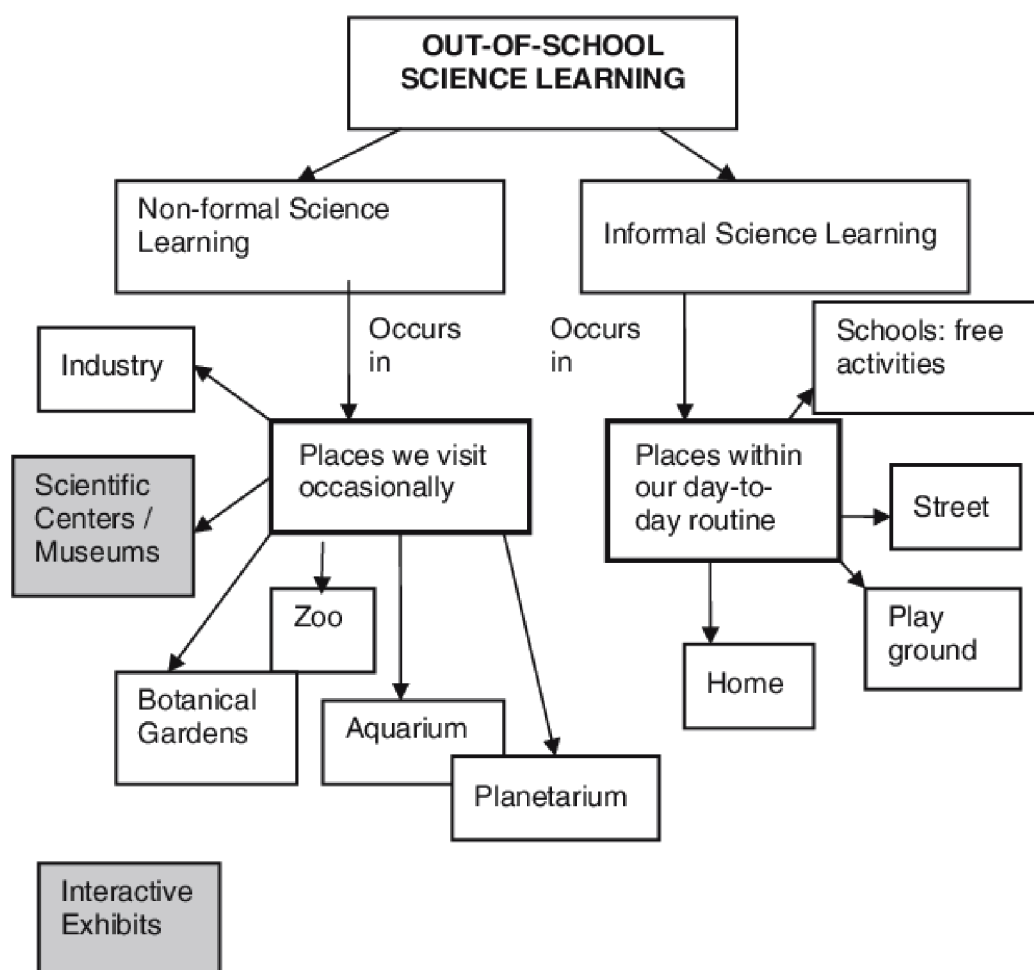 OUT-OF-SCHOOL
SCIENCE LEARNING
Non-formal Science
Learning
Informal Science Learning
Occurs
in
Occurs
in
Schools: free
activities
Industry
Places we visit
occasionally
Places within
our day-to-
day routine
Scientific
Centers /
Museums
Street
Zoo
Play
ground
Home
Botanical
Gardens
Aquarium
Planetarium
Interactive
Exhibits